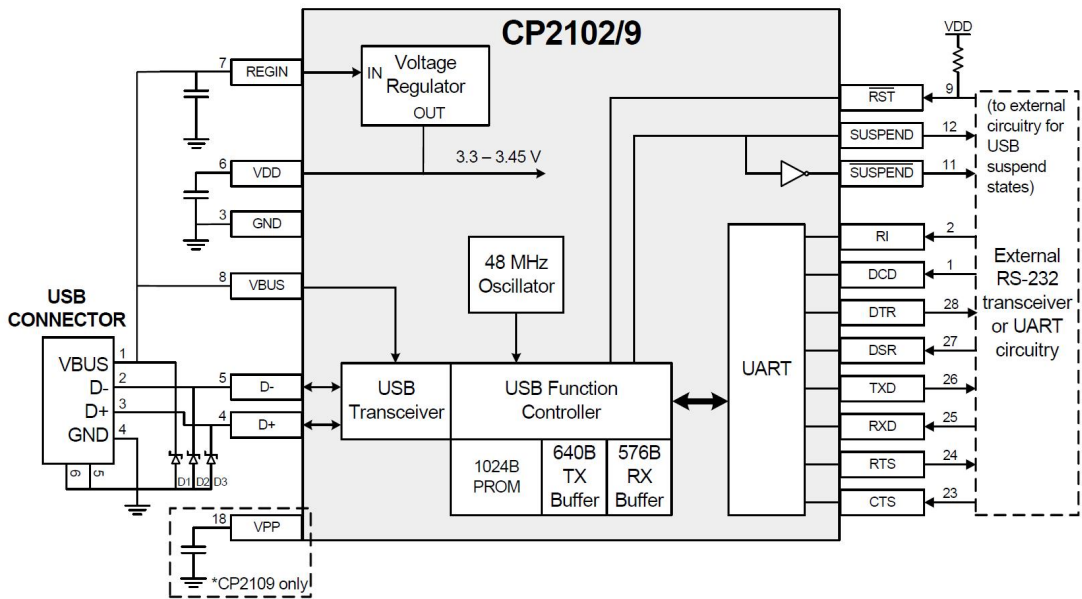 CP2102/9
VDD
7
REGIN
IN
Voltage
Regulator
OUT
RST
9
(to external
circuitry for
USB
suspend
states)
SUSPEND
12
SUSPEND
11
6
VDD
3.3 – 3.45 V
3
GND
8
VBUS
48 MHz
Oscillator
UART
RI
2
DCD
1
DTR
28
DSR
27
TXD
26
RXD
25
RTS
24
CTS
23
External
RS-232
transceiver
or UART
circuitry
USB
CONNECTOR
VBUS
1
D-
2
D+
3
GND
4
6
5
D1
D2
D3
5
D-
4
D+
USB
Transceiver
USB Function
Controller
1024B
PROM
640B
TX
Buffer
576B
RX
Buffer
18
VPP
*CP2109 only